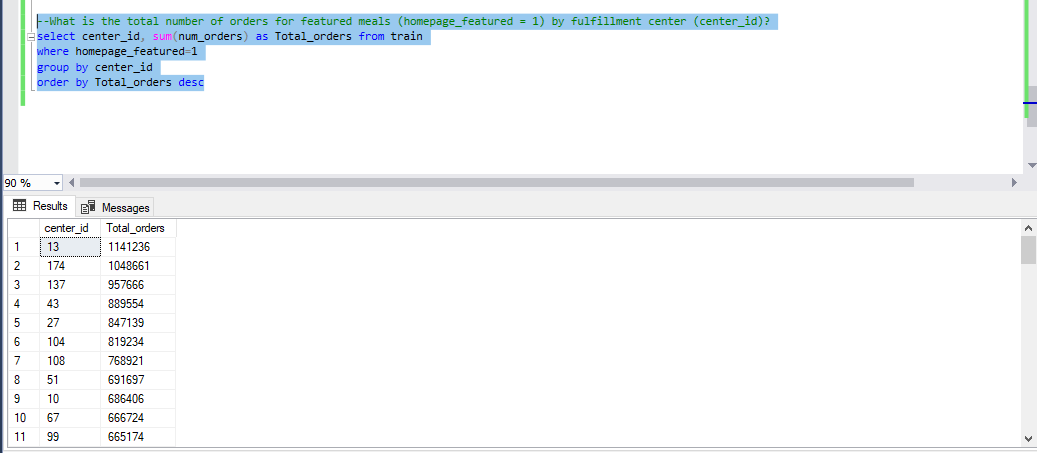 --What is the total number of orders for featured meals (homepage_featured = 1) by fulfillment center (center_id)?
select center_id, sum(num_orders) as Total_orders from train
where homepage_featured=1
group by center_id
order by Total_orders desc
90 %
Results Messages
center_id Total_orders
1 13 1141236
2 174 1048661
3 137 957666
4 43 889554
5 27 847139
6 104 819234
7 108 768921
8 51 691697
9 10 686406
10 67 666724
11 99 665174